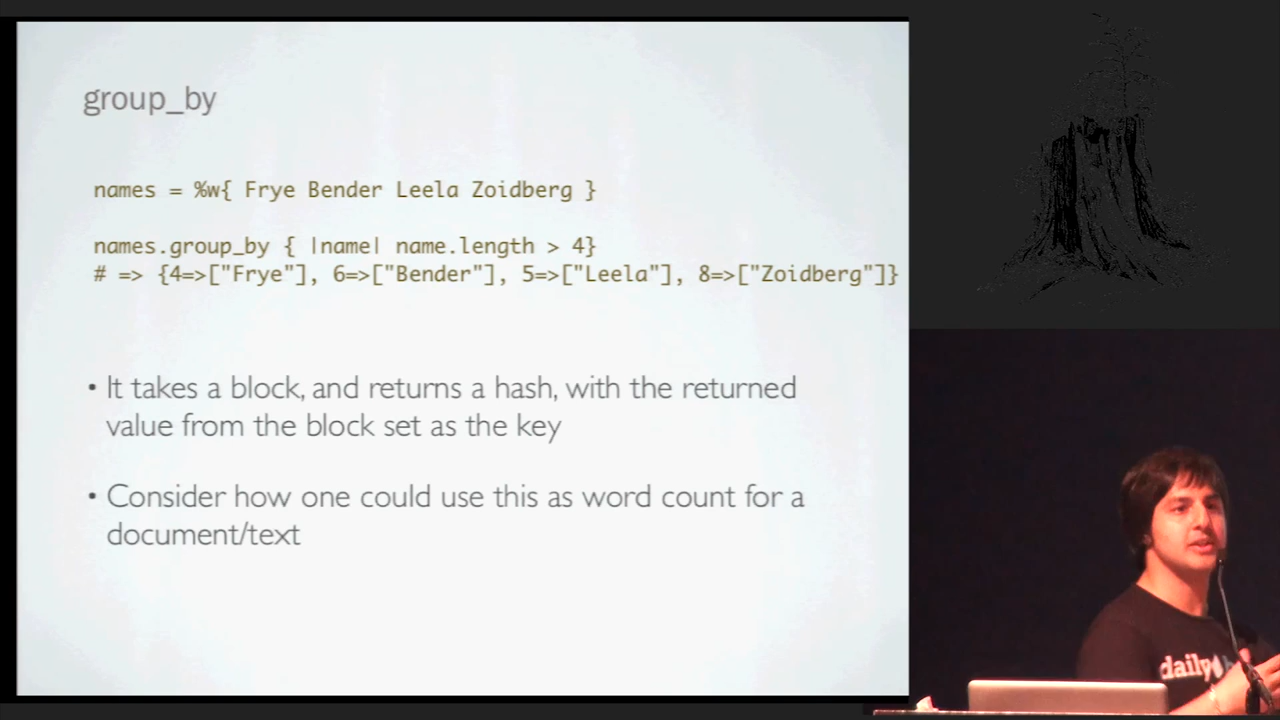 group_by
names = %w{ Frye Bender Leela Zoidberg }
names.group_by { |name| name.length > 4}
# => {4=>["Frye"], 6=>["Bender"], 5=>["Leela"], 8=>["Zoidberg"]}
• It takes a block, and returns a hash, with the returned
value from the block set as the key
• Consider how one could use this as word count for a
document/text
daily